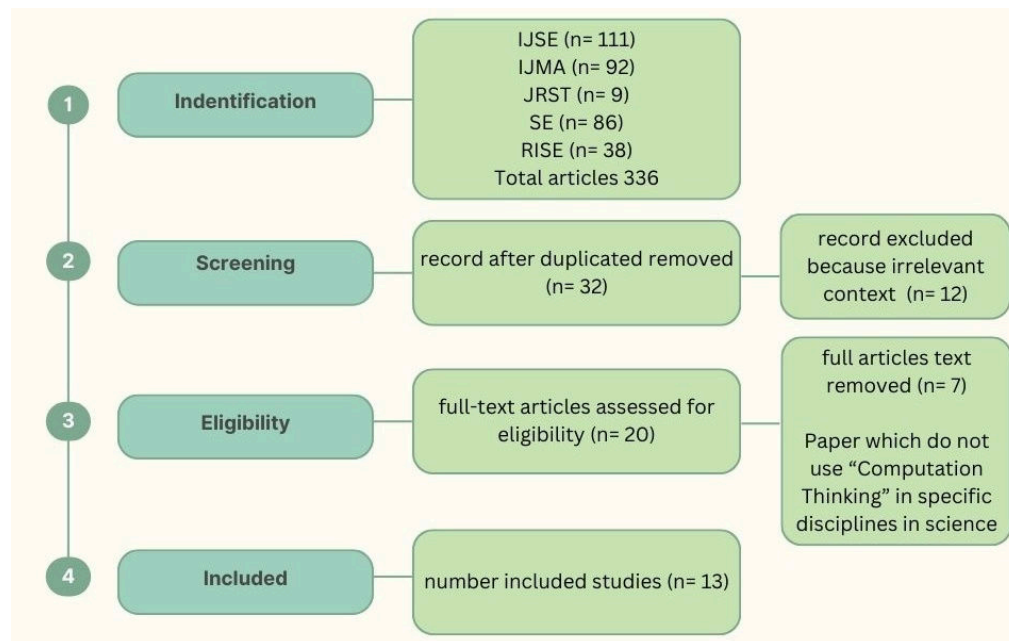 1
Indentification
IJSE (n= 111)
IJMA (n= 92)
JRST (n= 9)
SE (n= 86)
RISE (n= 38)
Total articles 336
2
Screening
record after duplicated removed
(n= 32)
record excluded
because irrelevant
context (n= 12)
3
Eligibility
full-text articles assessed for
eligibility (n= 20)
full articles text
removed (n= 7)
Paper which do not
use “Computation
Thinking” in specific
disciplines in science
4
Included
number included studies (n= 13)